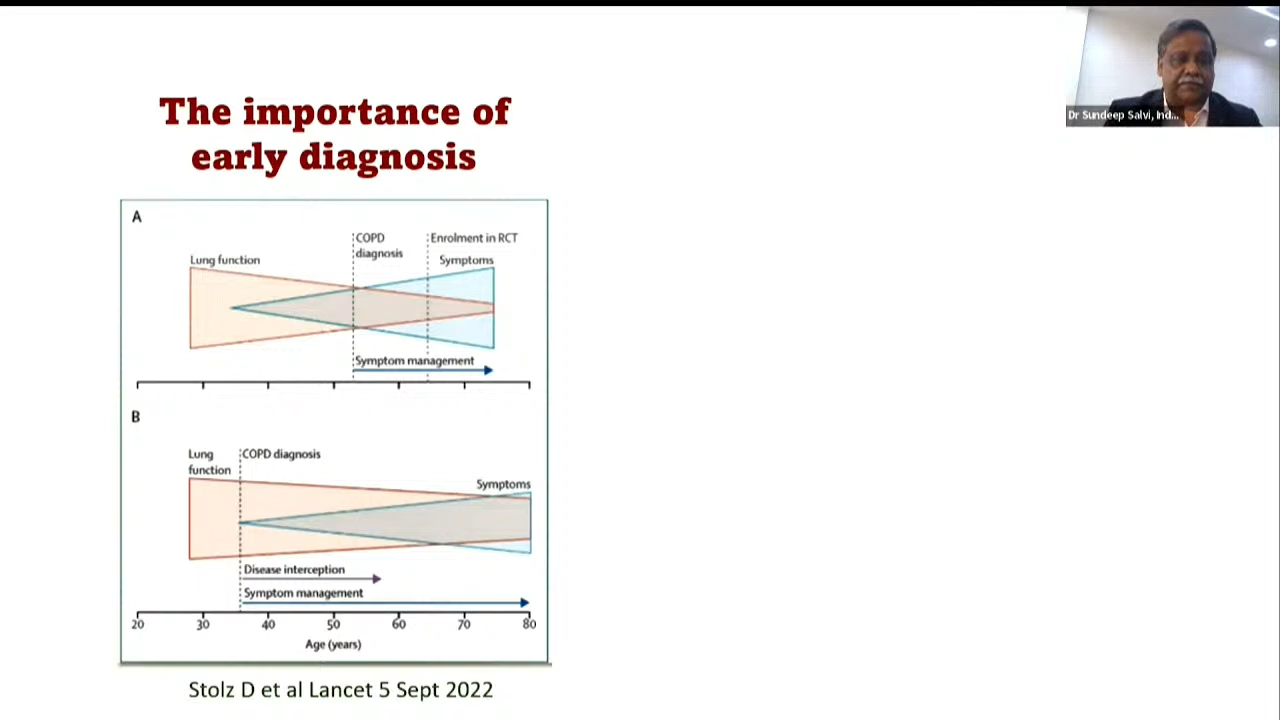 The importance of
early diagnosis
Dr Sundeep Salvi, Ind...
A
COPD
diagnosis
Enrolment in RCT
Lung function
Symptoms
Symptom management
B
Lung
function
COPD diagnosis
Symptoms
Disease interception
Symptom management
20 30 40 50 60 70 80
Age (years)
Stolz D et al Lancet 5 Sept 2022